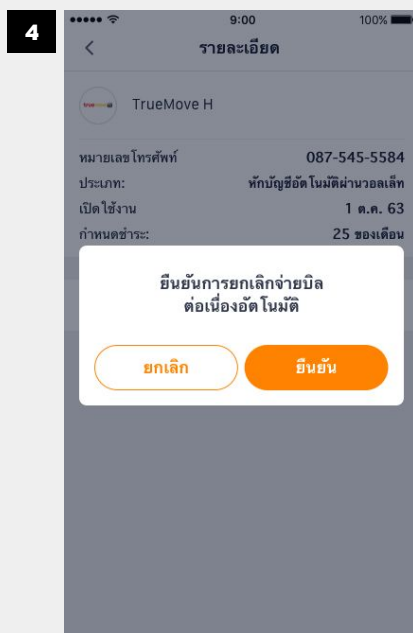 4
9:00
100%
รายละเอียด
TrueMove H
หมายเลขโทรศัพท์ 087-545-5584
ประเภท: หักบัญชีอัตโนมัติผ่านวอลเล็ท
เปิดใช้งาน 1 ต.ค. 63
กำหนดชำระ: 25 ของเดือน
ยืนยันการยกเลิกจ่ายบิล
ต่อเนื่องอัตโนมัติ
ยกเลิก
ยืนยัน